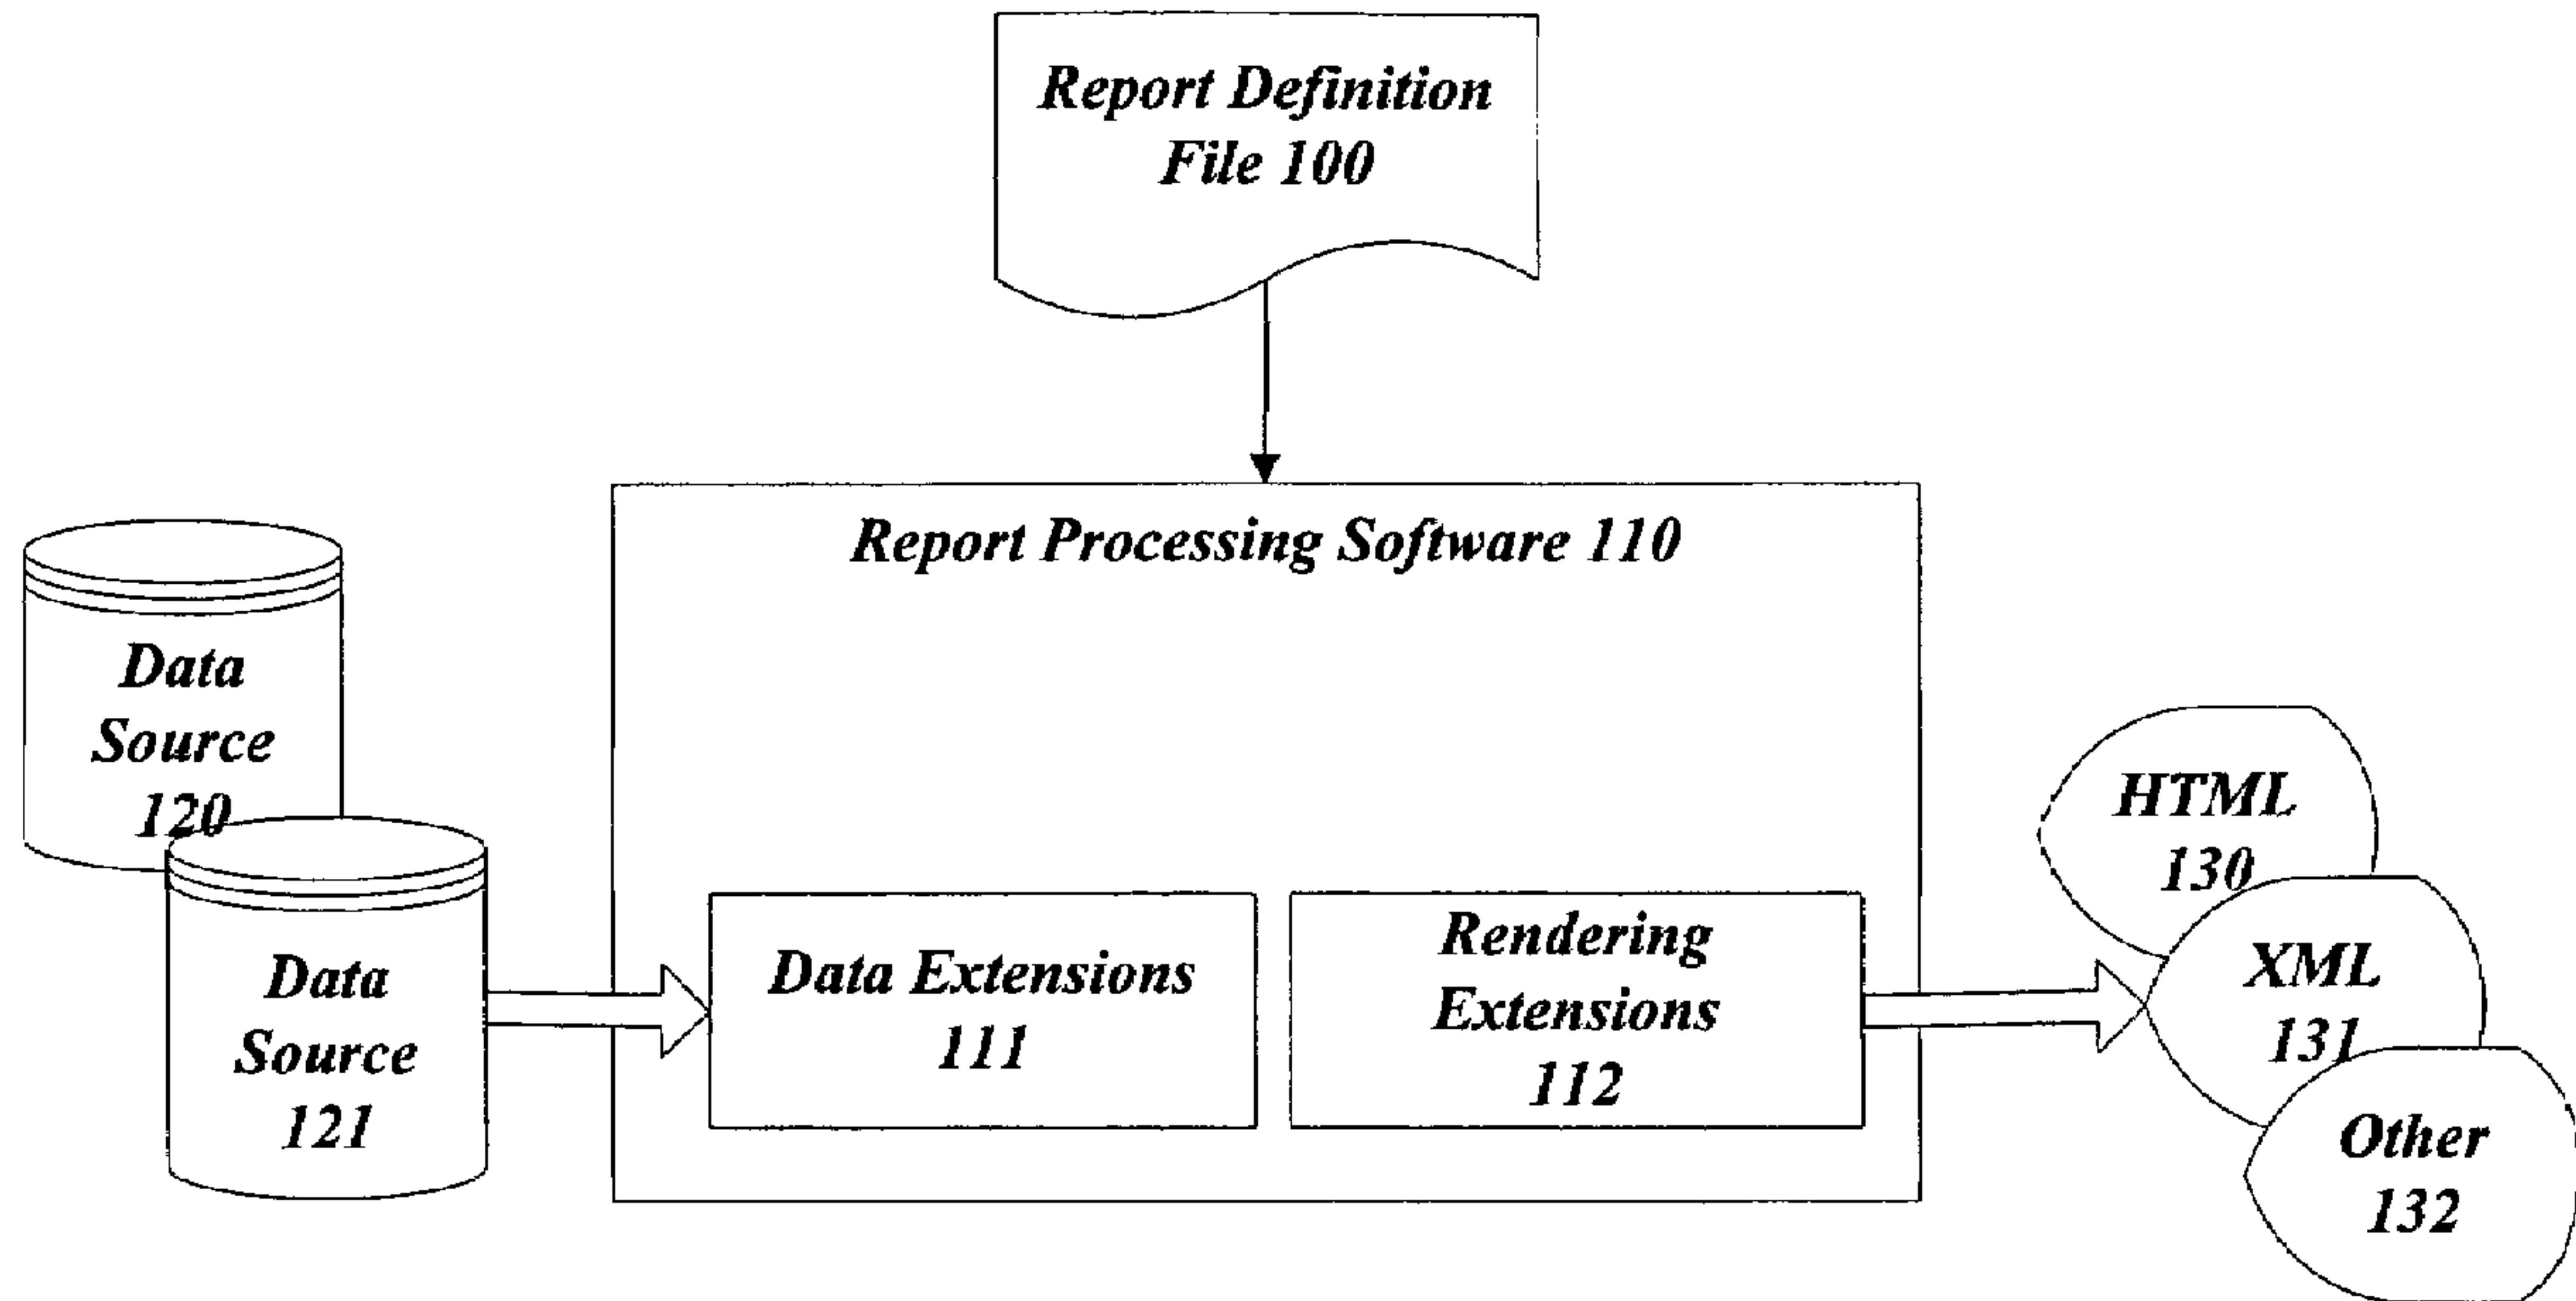 Report Definition
File 100
Report Processing Software 110
Data
Source
120
Data
Source
121
Data Extensions
111
Rendering
Extensions
112
HTML
130
XML
131
Other
132